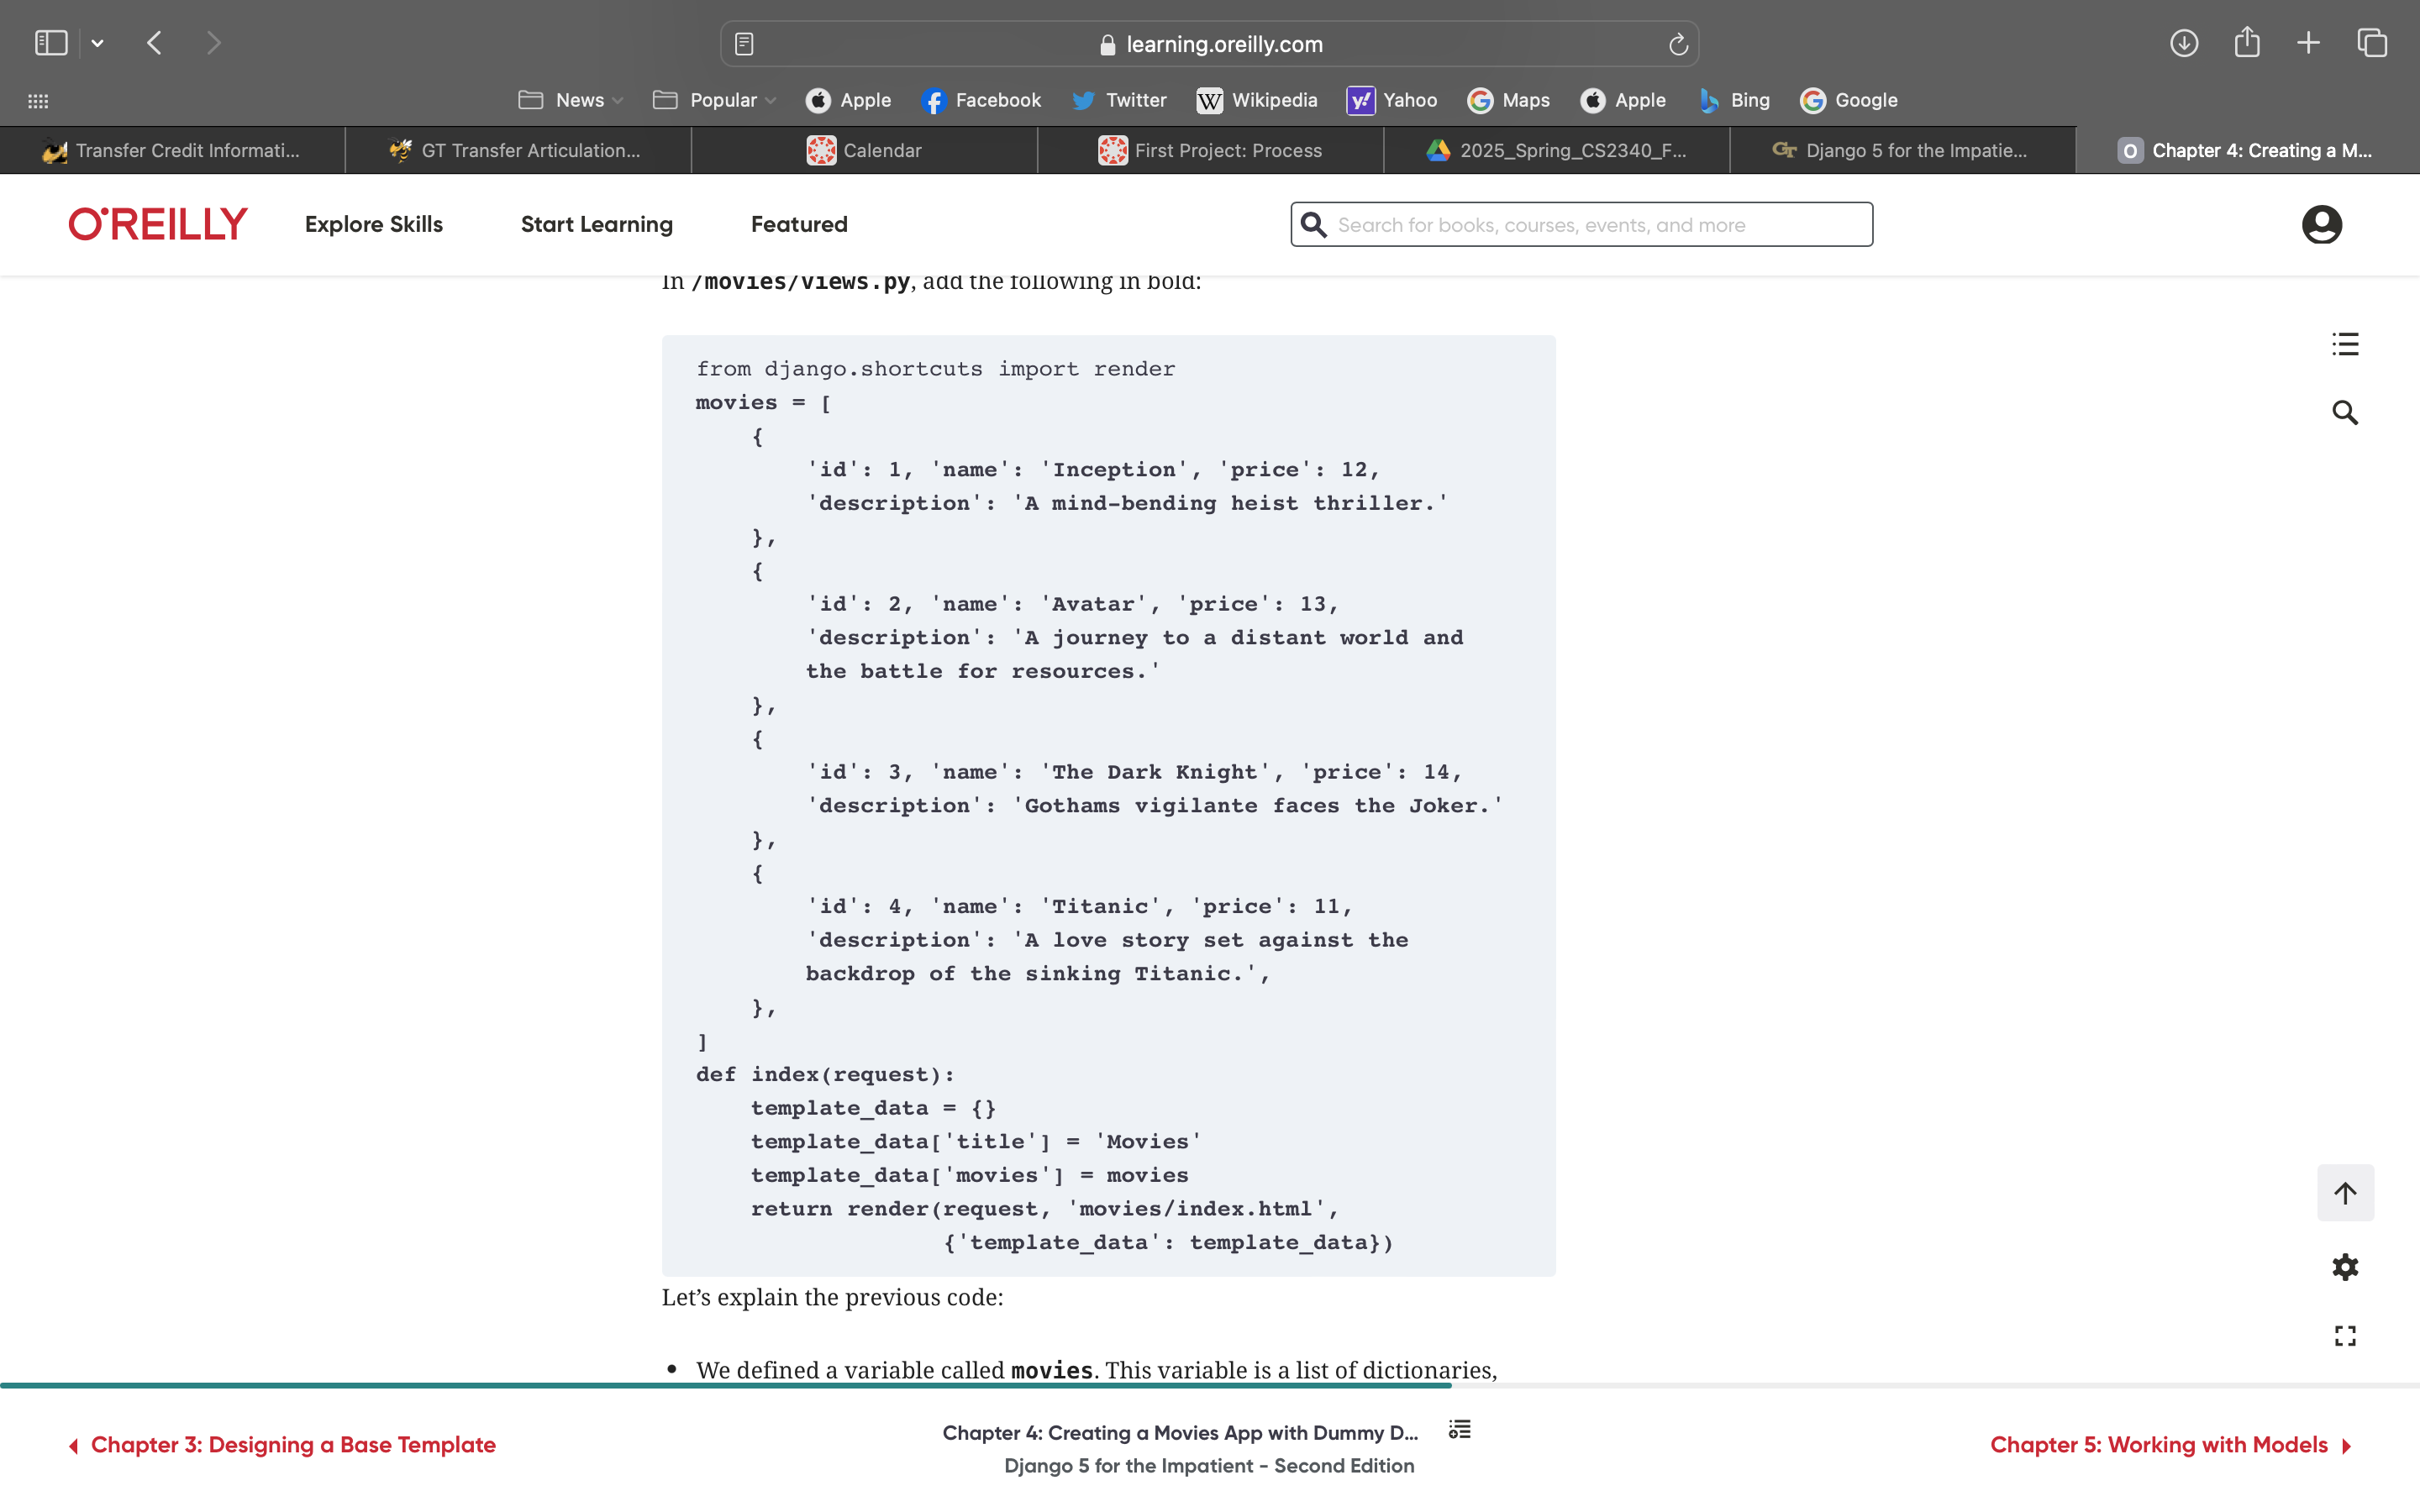 learning.oreilly.com
News Popular Apple Facebook Twitter Wikipedia Yahoo Maps Apple Bing Google
Transfer Credit Informati... GT Transfer Articulation... Calendar First Project: Process 2025_Spring_CS2340_F... Django 5 for the Impatie... Chapter 4: Creating a M...
O'REILLY Explore Skills Start Learning Featured Search for books, courses, events, and more
In /movies/views.py, add the following in bold:
from django.shortcuts import render
movies = [
    {
        'id': 1, 'name': 'Inception', 'price': 12,
        'description': 'A mind-bending heist thriller.'
    },
    {
        'id': 2, 'name': 'Avatar', 'price': 13,
        'description': 'A journey to a distant world and
        the battle for resources.'
    },
    {
        'id': 3, 'name': 'The Dark Knight', 'price': 14,
        'description': 'Gothams vigilante faces the Joker.'
    },
    {
        'id': 4, 'name': 'Titanic', 'price': 11,
        'description': 'A love story set against the
        backdrop of the sinking Titanic.',
    },
]
def index(request):
    template_data = {}
    template_data['title'] = 'Movies'
    template_data['movies'] = movies
    return render(request, 'movies/index.html',
                  {'template_data': template_data})
Let’s explain the previous code:
• We defined a variable called movies. This variable is a list of dictionaries,
Chapter 3: Designing a Base Template
Chapter 4: Creating a Movies App with Dummy D...
Django 5 for the Impatient - Second Edition
Chapter 5: Working with Models